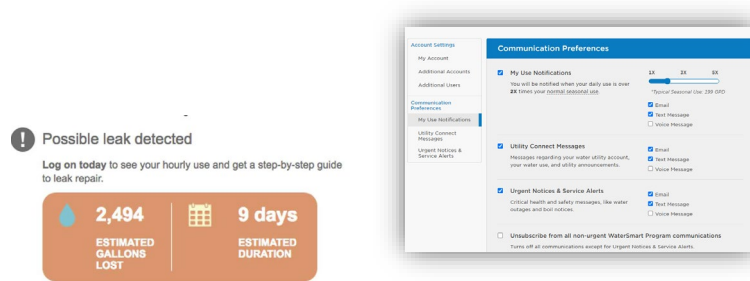 Possible leak detected
Log on today to see your hourly use and get a step-by-step guide
to leak repair.
2,494
ESTIMATED
GALLONS
LOST
9 days
ESTIMATED
DURATION
Account Settings
My Account
Additional Accounts
Additional Users
Communication
Preferences
My Use Notifications
Utility Connect
Messages
Urgent Notices &
Service Alerts
Communication Preferences
My Use Notifications
You will be notified when your daily use is over
2X times your normal seasonal use.
1X 3X 5X
*Typical Seasonal Use: 299 GPD
Email
Text Message
Voice Message
Utility Connect Messages
Messages regarding your water utility account,
your water use, and utility announcements.
Email
Text Message
Voice Message
Urgent Notices & Service Alerts
Critical health and safety messages, like water
outages and boil notices.
Email
Text Message
Voice Message
Unsubscribe from all non-urgent WaterSmart Program communications
Turns off all communications except for Urgent Notices & Service Alerts.